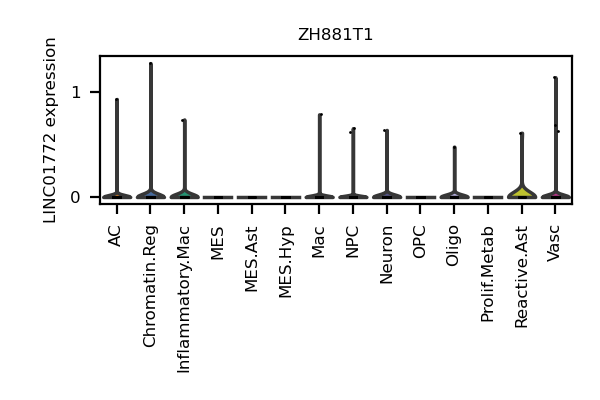 ZH881T1
LINC01772 expression
1
0
AC
Chromatin.Reg
Inflammatory.Mac
MES
MES.Ast
MES.Hyp
Mac
NPC
Neuron
OPC
Oligo
Prolif.Metab
Reactive.Ast
Vasc